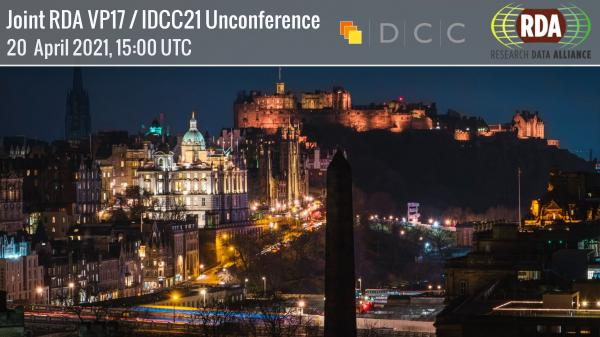 Joint RDA VP17 / IDCC21 Unconference
20 April 2021, 15:00 UTC
DCC
RDA
RESEARCH DATA ALLIANCE